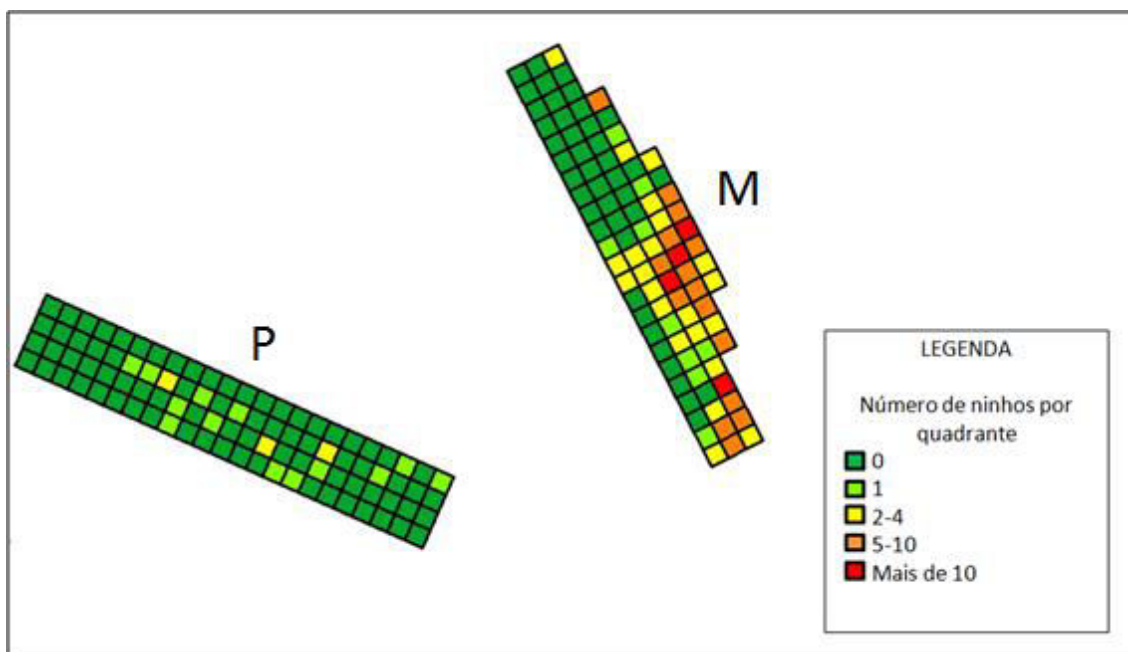 M
P
LEGENDA
Número de ninhos por
quadrante
0
1
2-4
5-10
Mais de 10